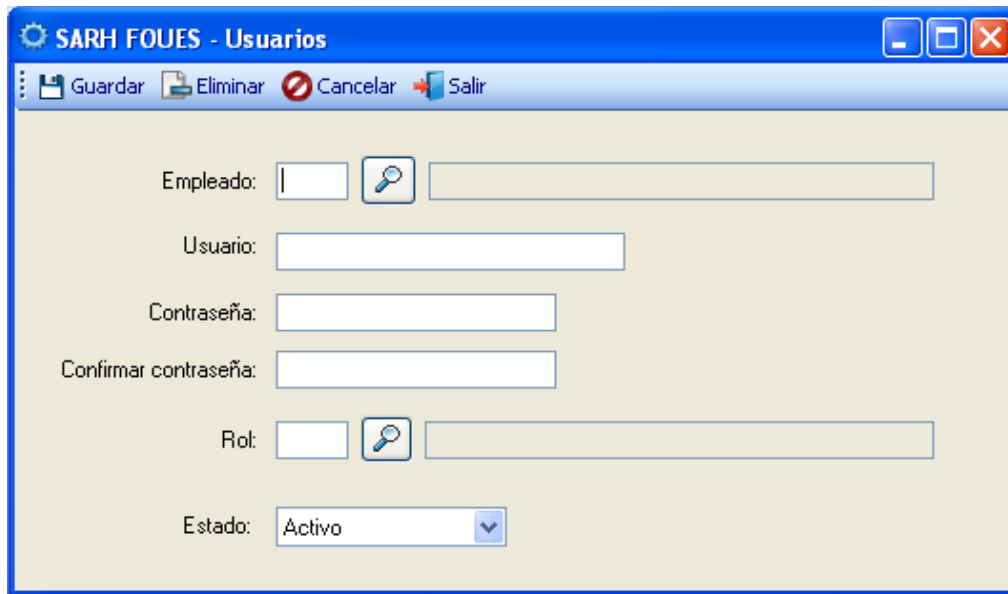 SARH FOUES - Usuarios
Guardar Eliminar Cancelar Salir
Empleado:
Usuario:
Contraseña:
Confirmar contraseña:
Rol:
Estado: Activo